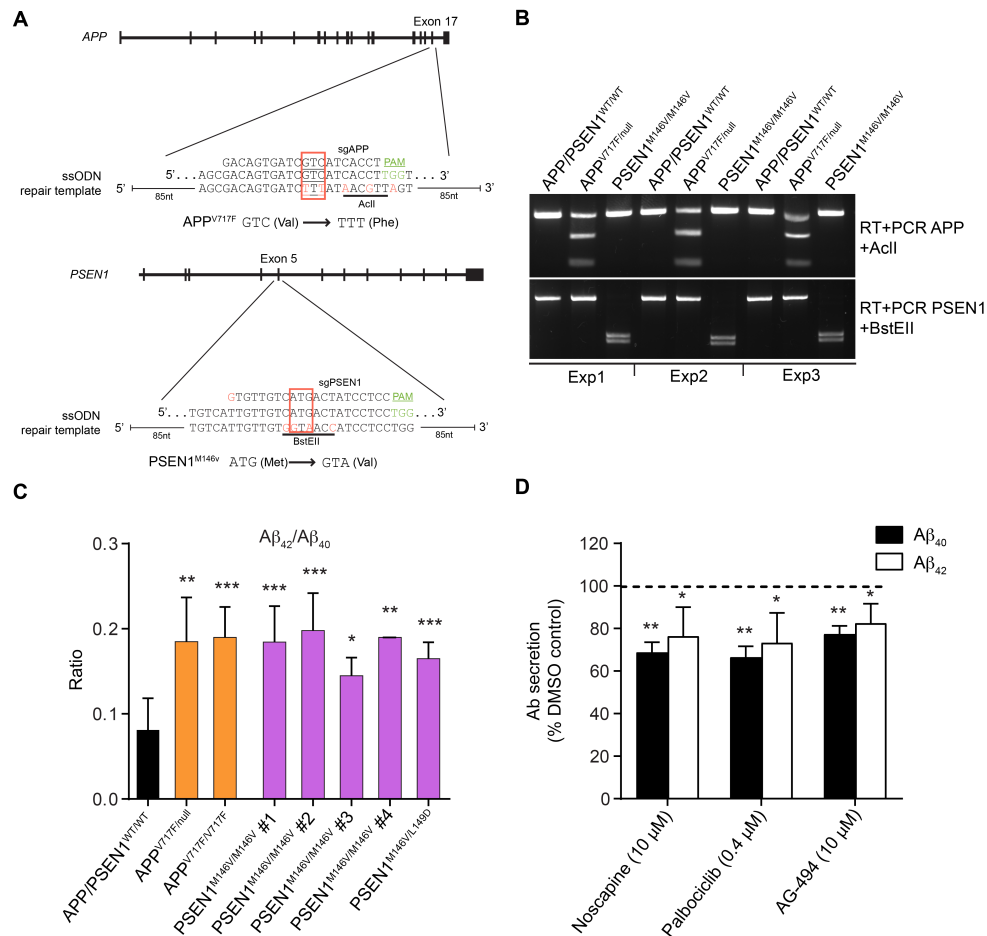 A
Exon 17
APP
sgAPP
GACAGTGATCGTCATCACCT PAM
5'...AGCGACAGTGATCGTCATCACCTTGGT... 3'
ssODN
repair template
5' AGCGACAGTGATCTTTATAACGTTAGT 3'
85nt
85nt
AclI
APPV717F GTC (Val) TTT (Phe)
Exon 5
PSEN1
sgPSEN1
GTGTTGTCATGACTATCCTCC PAM
5'...TGTCATTGTTGTCATGACTATCCTCCTGG... 3'
ssODN
repair template
5' TGTCATTGTTGTGGTAACCATCCTCCTGG 3'
85nt
85nt
BstEII
PSEN1M146v ATG (Met) GTA (Val)
B
APP/PSEN1WT/WT
APPV717F/null
PSEN1M146V/M146V
APP/PSEN1WT/WT
APPV717F/null
PSEN1M146V/M146V
APP/PSEN1WT/WT
APPV717F/null
PSEN1M146V/M146V
RT+PCR APP
+AclI
RT+PCR PSEN1
+BstEII
Exp1
Exp2
Exp3
C
Aβ42/Aβ40
Ratio
0.3
0.2
0.1
0.0
**
***
***
***
*
**
***
APP/PSEN1WT/WT
APPV717F/null
APPV717F/V717F
PSEN1M146V/M146V #1
PSEN1M146V/M146V #2
PSEN1M146V/M146V #3
PSEN1M146V/M146V #4
PSEN1M146V/L149D
D
Aβ40
Aβ42
Ab secretion
(% DMSO control)
120
100
80
60
40
20
0
**
*
**
*
**
*
Noscapine (10 µM)
Palbociclib (0.4 µM)
AG-494 (10 µM)